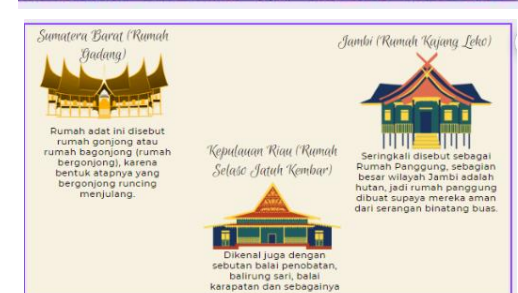 Sumatera Barat (Rumah
Gadang)
Rumah adat ini disebut
rumah gonjong atau
rumah bagonjong (rumah
bergonjong), karena
bentuk atapnya yang
bergonjong runcing
menjulang.
Kepulauan Riau (Rumah
Selaso Jatuh Kembar)
Dikenal juga dengan
sebutan balai penobatan,
balirung sari, balai
karapatan dan sebagainya
Jambi (Rumah Kajang Leko)
Seringkali disebut sebagai
Rumah Panggung, sebagian
besar wilayah Jambi adalah
hutan, jadi rumah panggung
dibuat supaya mereka aman
dari serangan binatang buas.